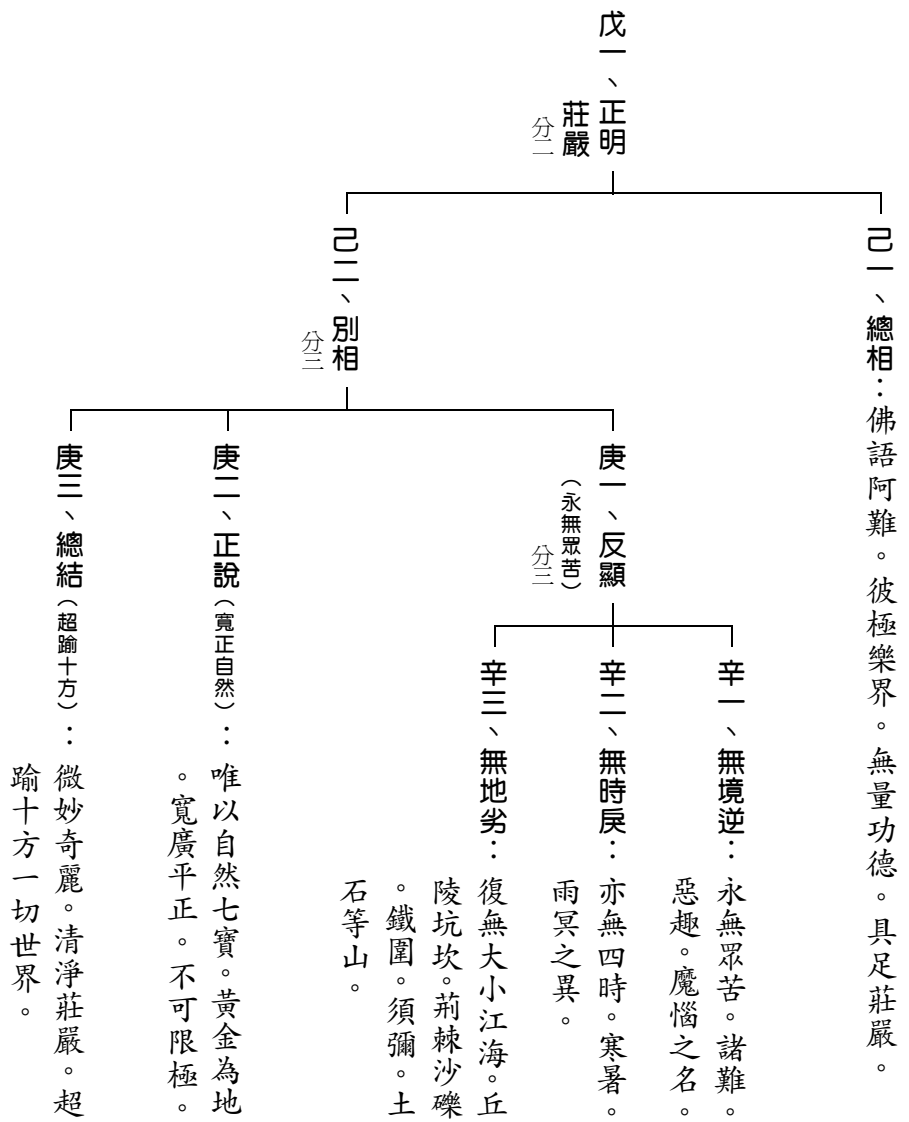 戊一、正明
莊嚴
分二
己一、總相：佛語阿難。彼極樂界。無量功德。具足莊嚴。
己二、別相
分三
庚一、反顯
（永無眾苦）
分三
辛一、無境逆：永無眾苦。諸難。
惡趣。魔惱之名。
辛二、無時戾：亦無四時。寒暑。
雨冥之異。
辛三、無地劣：復無大小江海。丘
陵坑坎。荊棘沙礫
。鐵圍。須彌。土
石等山。
庚二、正說（寬正自然）：唯以自然七寶。黃金為地
。寬廣平正。不可限極。
庚三、總結（超踰十方）：微妙奇麗。清淨莊嚴。超
踰十方一切世界。